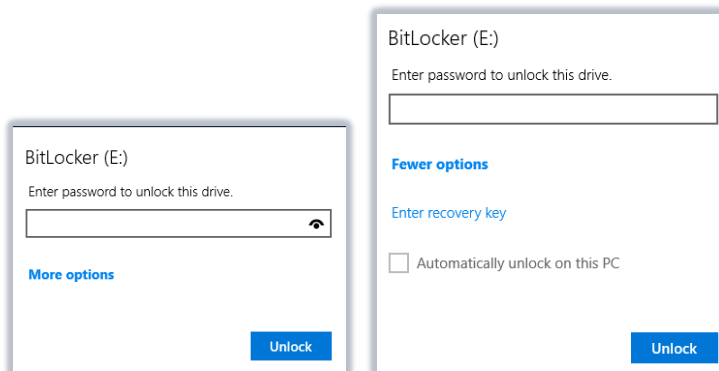 BitLocker (E:)
Enter password to unlock this drive.
More options
Unlock
BitLocker (E:)
Enter password to unlock this drive.
Fewer options
Enter recovery key
Automatically unlock on this PC
Unlock